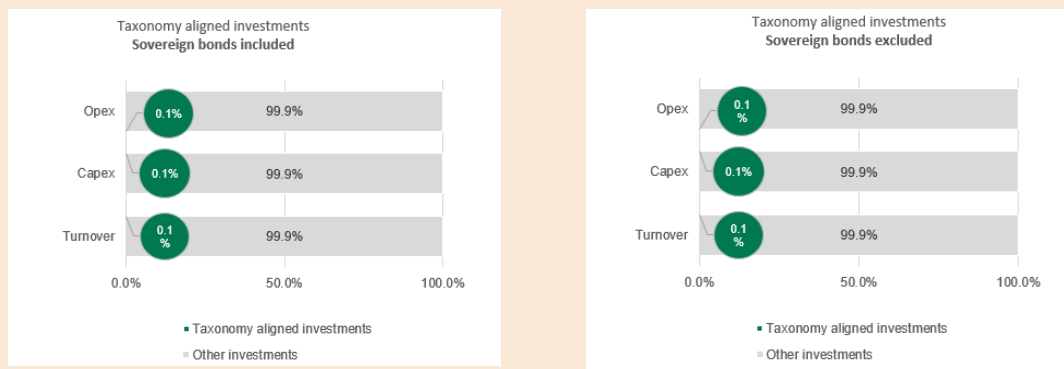 Taxonomy aligned investments
Sovereign bonds included
Opex
0.1%
99.9%
Capex
0.1%
99.9%
Turnover
0.1
%
99.9%
0.0%
50.0%
100.0%
Taxonomy aligned investments
Other investments
Taxonomy aligned investments
Sovereign bonds excluded
Opex
0.1
%
99.9%
Capex
0.1%
99.9%
Turnover
0.1
%
99.9%
0.0%
50.0%
100.0%
Taxonomy aligned investments
Other investments